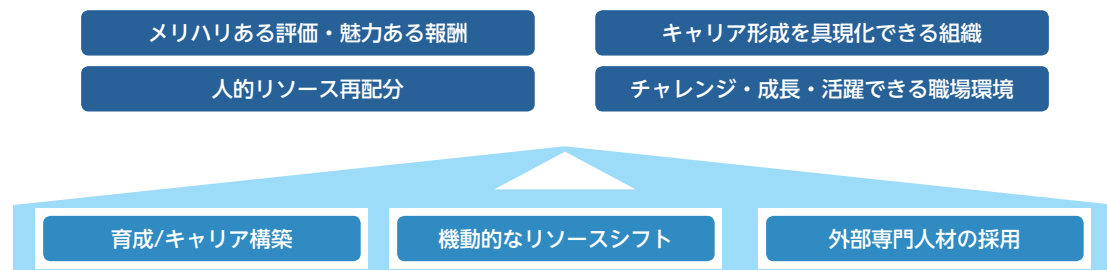 メリハリある評価・魅力ある報酬
キャリア形成を具現化できる組織
人的リソース再配分
チャレンジ・成長・活躍できる職場環境
育成/キャリア構築
機動的なリソースシフト
外部専門人材の採用